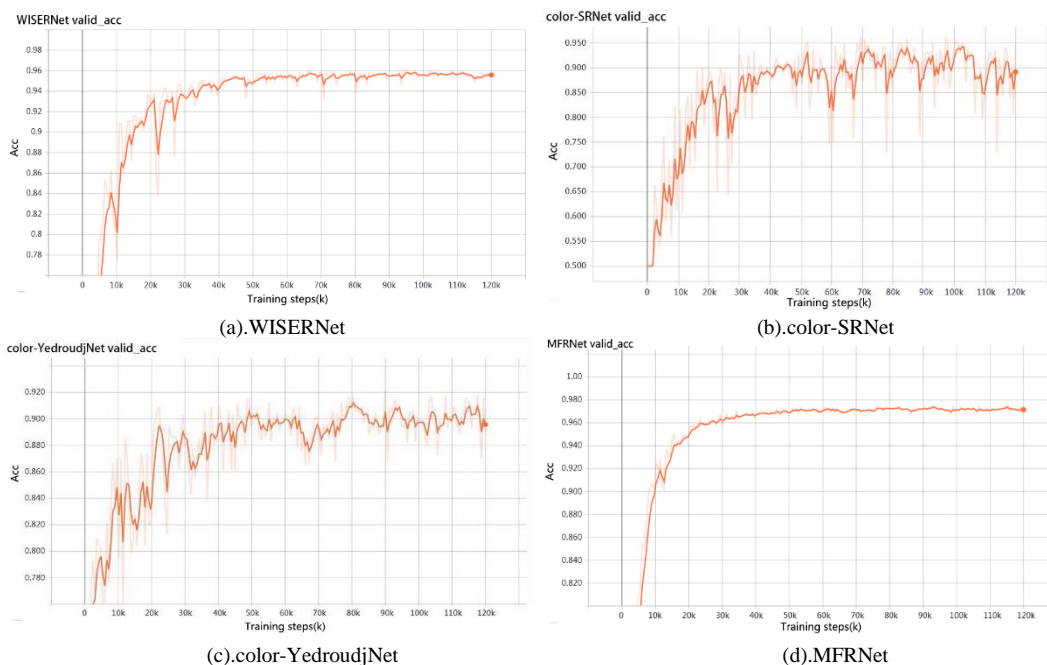 WISERNet valid_acc
0.98
0.96
0.94
0.92
0.9
0.88
0.86
0.84
0.82
0.8
0.78
Acc
0 10k 20k 30k 40k 50k 60k 70k 80k 90k 100k 110k
Training steps(k)
(a).WISERNet
color-SRNet valid_acc
0.950
0.900
0.850
0.800
0.750
0.700
0.650
0.600
0.550
0.500
Acc
0 10k 20k 30k 40k 50k 60k 70k 80k 90k 100k 110k 120k
Training steps(k)
(b).color-SRNet
color-YedroudjNet valid_acc
0.920
0.900
0.880
0.860
0.840
0.820
0.800
0.780
Acc
0 10k 20k 30k 40k 50k 60k 70k 80k 90k 100k 110k 120k
Training steps(k)
(c).color-YedroudjNet
MFRNet valid_acc
1.00
0.980
0.960
0.940
0.920
0.900
0.880
0.860
0.840
0.820
Acc
0 10k 20k 30k 40k 50k 60k 70k 80k 90k 100k 110k 120k
Training steps(k)
(d).MFRNet